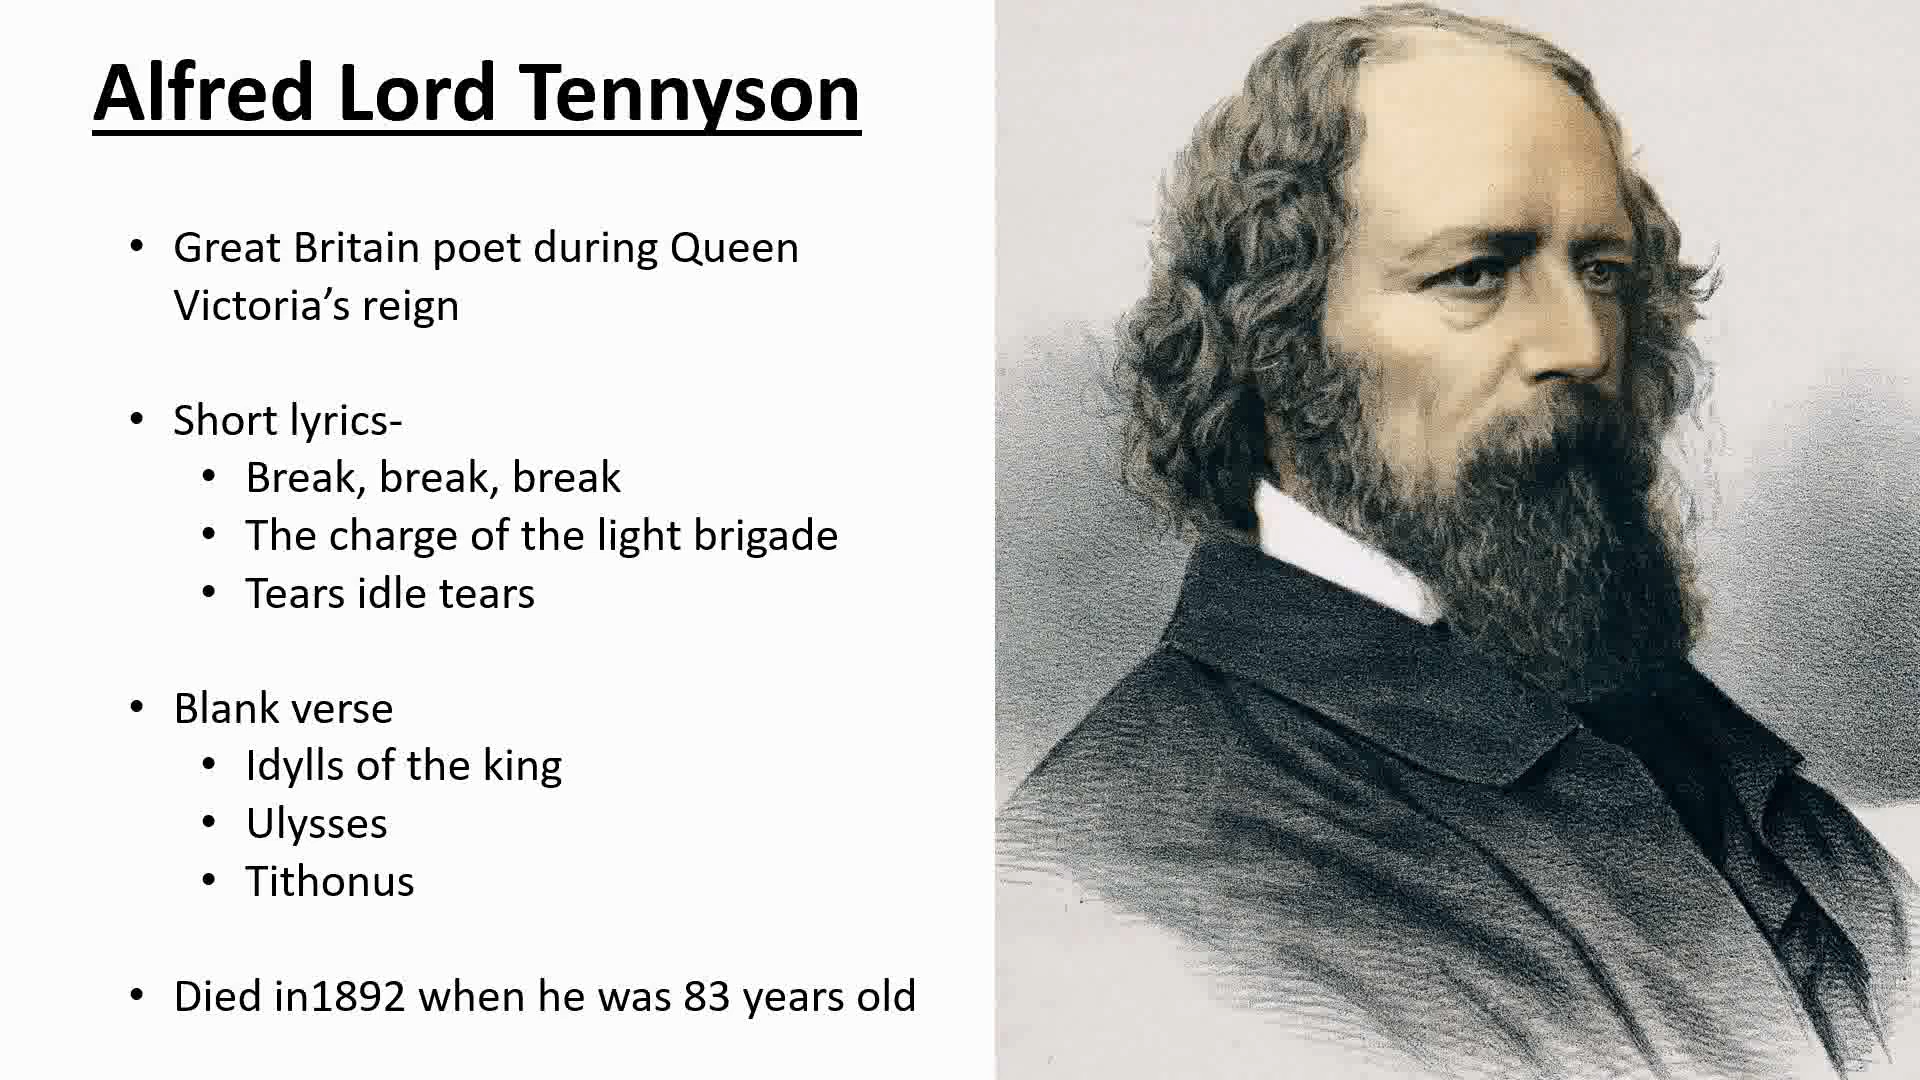 Alfred Lord Tennyson
• Great Britain poet during Queen
Victoria’s reign
• Short lyrics-
• Break, break, break
• The charge of the light brigade
• Tears idle tears
• Blank verse
• Idylls of the king
• Ulysses
• Tithonus
• Died in1892 when he was 83 years old